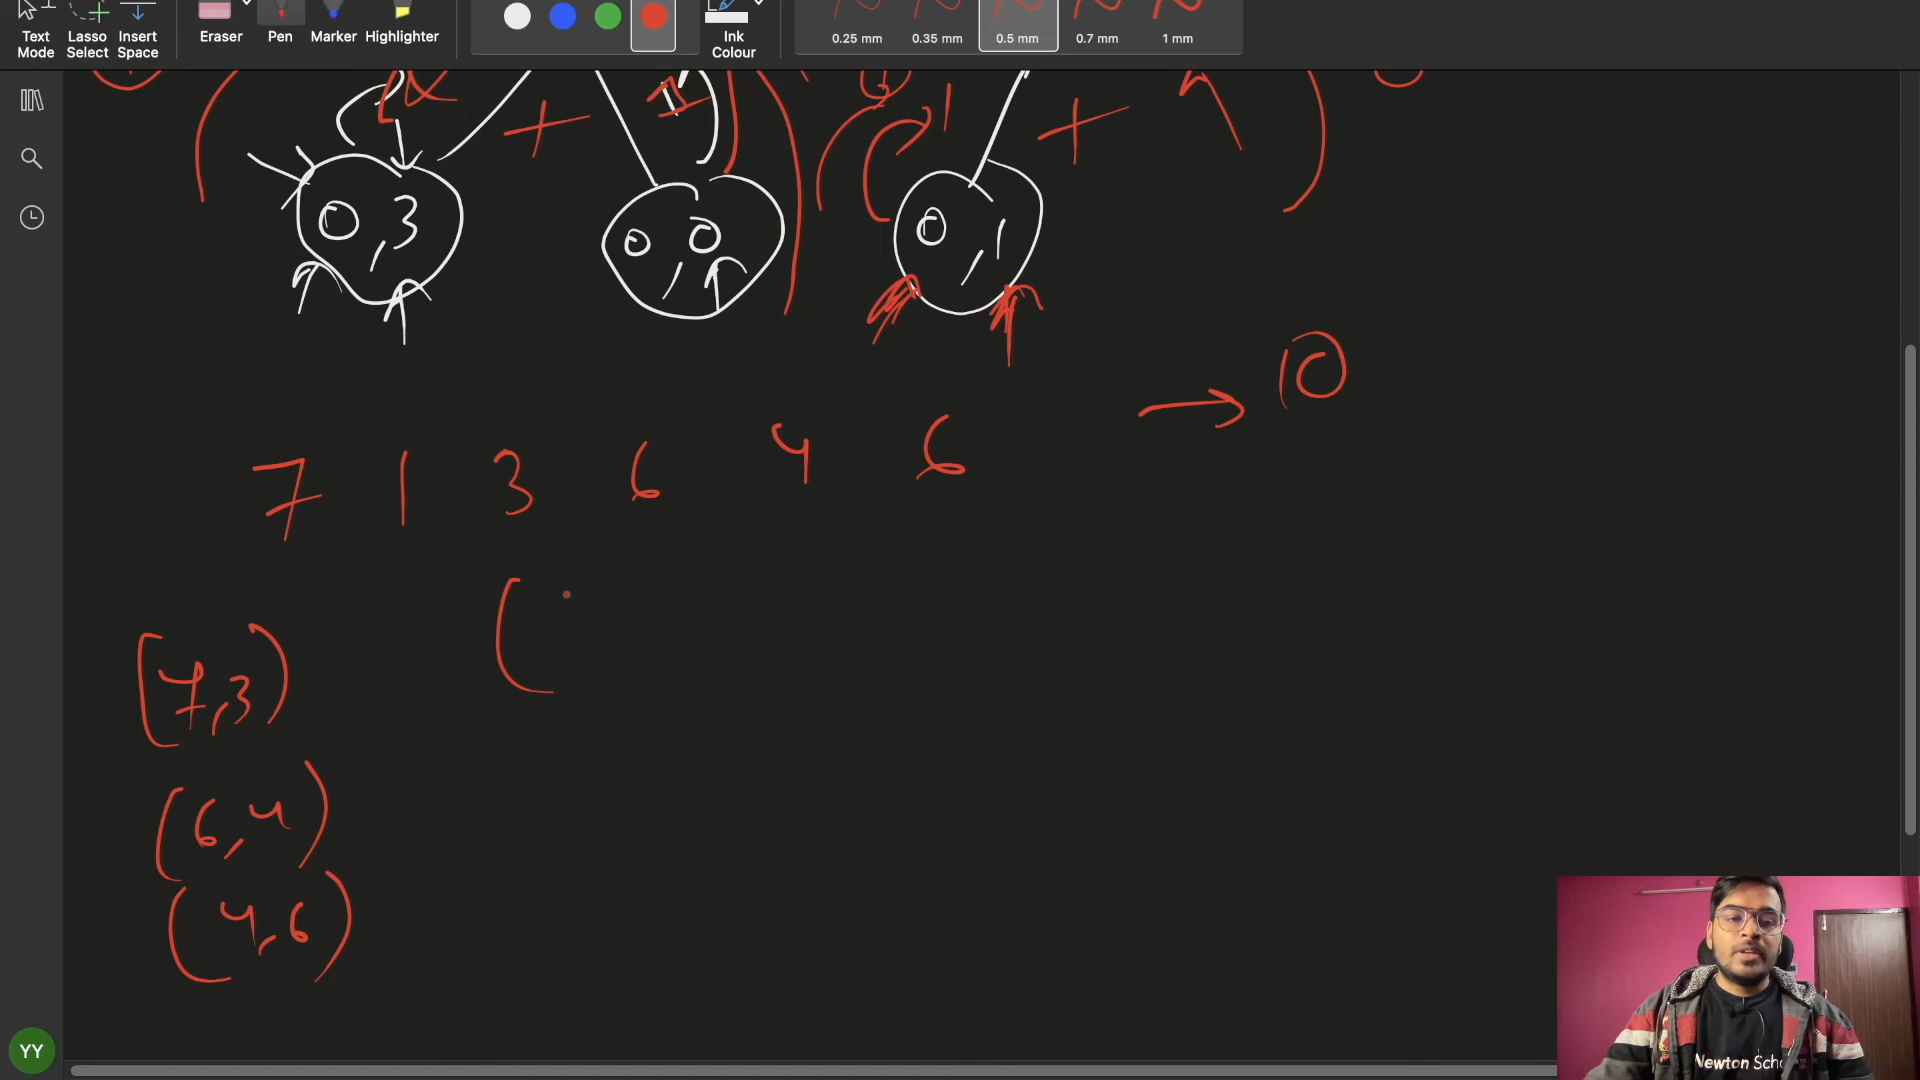 Text Mode
Lasso Select
Insert Space
Eraser
Pen
Marker
Highlighter
Ink Colour
0.25 mm
0.35 mm
0.5 mm
0.7 mm
1 mm
+
+
1
0,3
0,0
0,1
→ 10
7 1 3 6 4 6
(
(7,3)
(6,4)
(4,6)
YY
Newton Sch